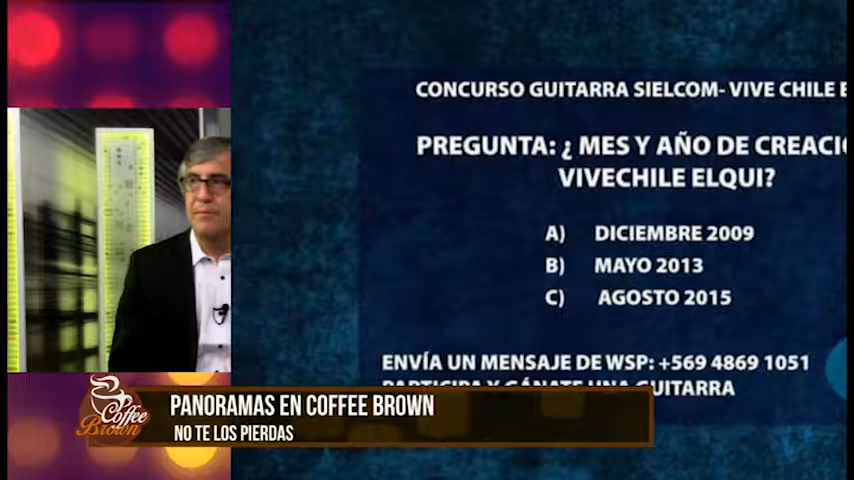 CONCURSO GUITARRA SIELCOM- VIVE CHILE E
PREGUNTA: ¿ MES Y AÑO DE CREACIÓ
VIVECHILE ELQUI?
A) DICIEMBRE 2009
B) MAYO 2013
C) AGOSTO 2015
ENVÍA UN MENSAJE DE WSP: +569 4869 1051
PARTICIPA Y GÁNATE UNA GUITARRA
Coffee
Brown
PANORAMAS EN COFFEE BROWN
NO TE LOS PIERDAS